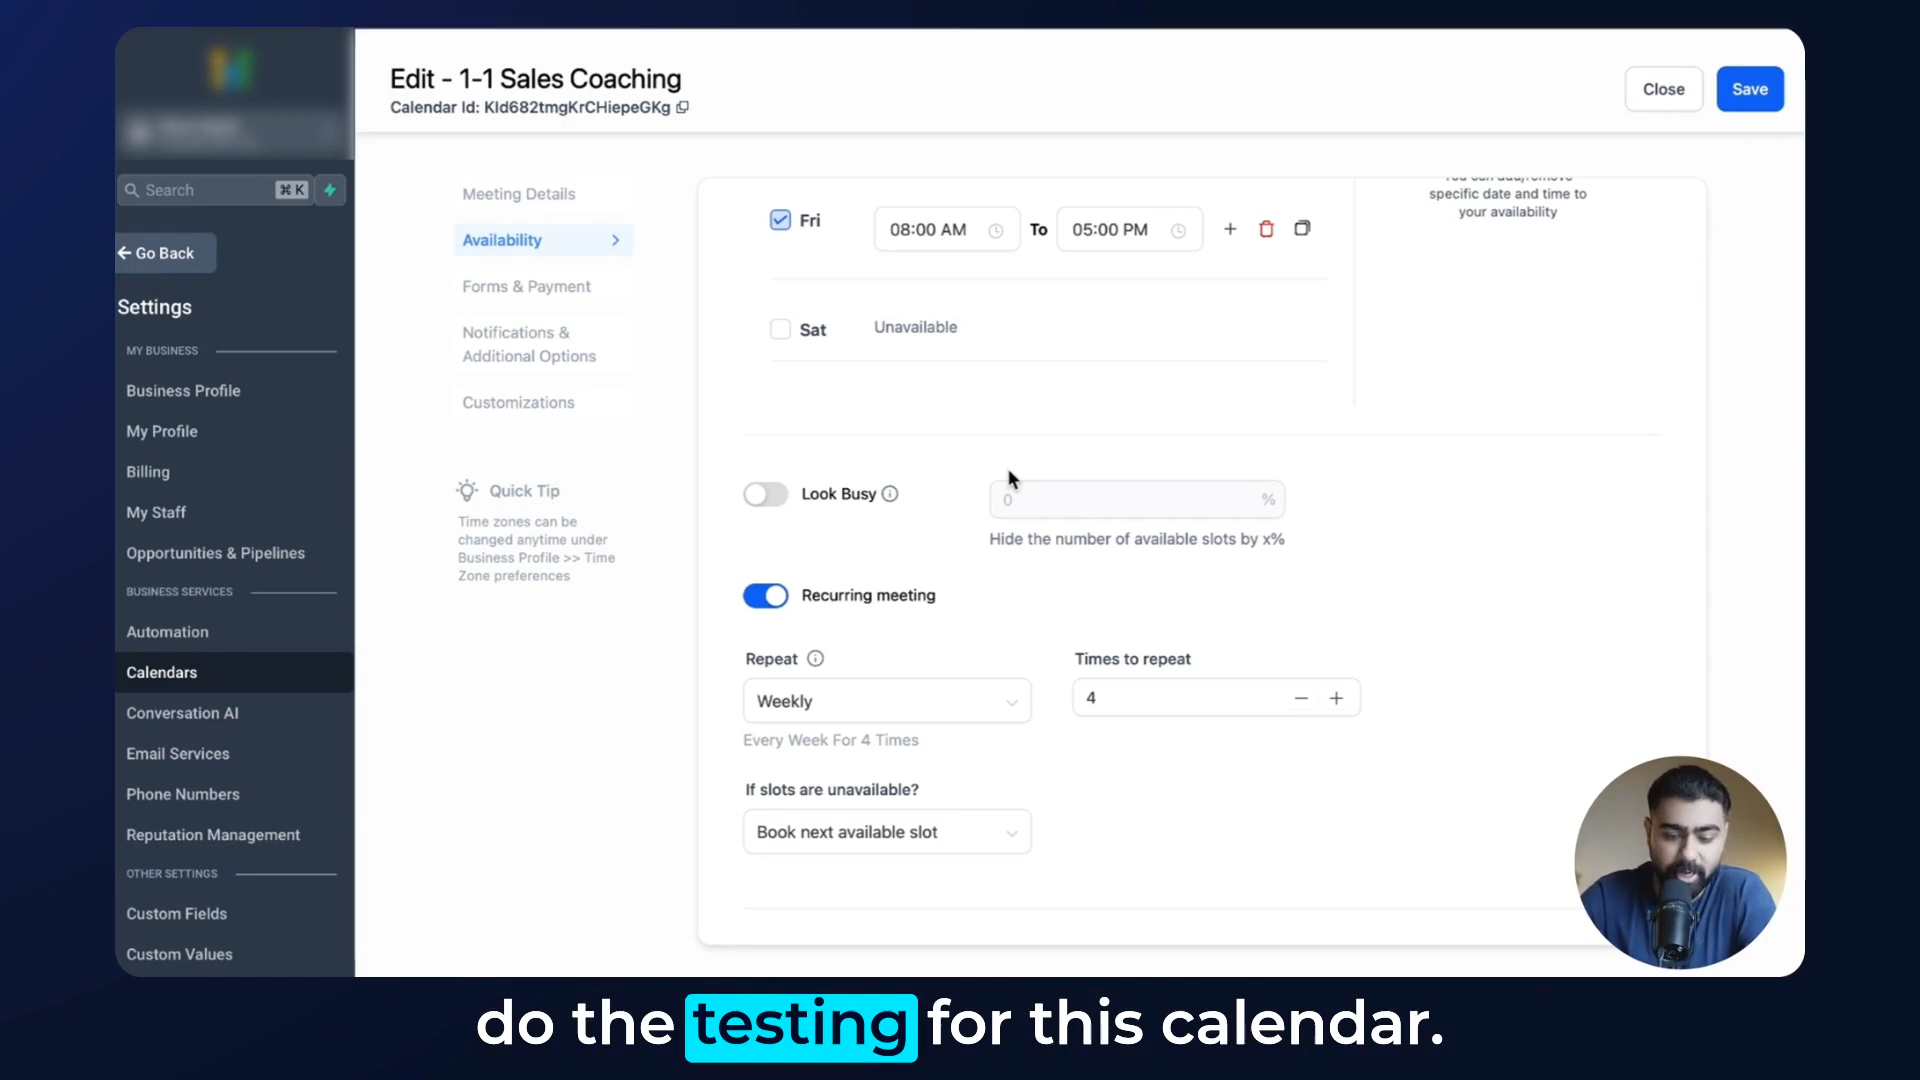 Edit - 1-1 Sales Coaching
Calendar Id: KId682tmgKrCHiepeGKg
Close
Save
Search
⌘ K
Go Back
Settings
MY BUSINESS
Business Profile
My Profile
Billing
My Staff
Opportunities & Pipelines
BUSINESS SERVICES
Automation
Calendars
Conversation AI
Email Services
Phone Numbers
Reputation Management
OTHER SETTINGS
Custom Fields
Custom Values
Meeting Details
Availability
Forms & Payment
Notifications &
Additional Options
Customizations
Quick Tip
Time zones can be
changed anytime under
Business Profile >> Time
Zone preferences
Fri
08:00 AM
To
05:00 PM
Sat
Unavailable
You can add/remove
specific date and time to
your availability
Look Busy
0
%
Hide the number of available slots by x%
Recurring meeting
Repeat
Times to repeat
Weekly
4
Every Week For 4 Times
If slots are unavailable?
Book next available slot
do the testing for this calendar.